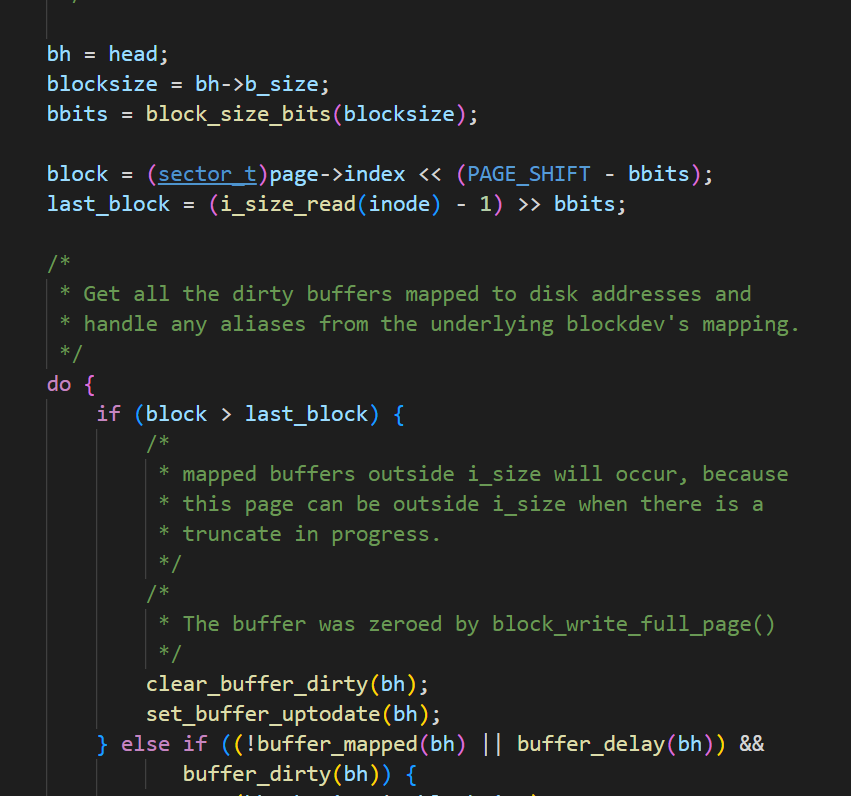 bh = head;
blocksize = bh->b_size;
bbits = block_size_bits(blocksize);
block = (sector_t)page->index << (PAGE_SHIFT - bbits);
last_block = (i_size_read(inode) - 1) >> bbits;
/*
* Get all the dirty buffers mapped to disk addresses and
* handle any aliases from the underlying blockdev's mapping.
*/
do {
if (block > last_block) {
/*
* mapped buffers outside i_size will occur, because
* this page can be outside i_size when there is a
* truncate in progress.
*/
/*
* The buffer was zeroed by block_write_full_page()
*/
clear_buffer_dirty(bh);
set_buffer_uptodate(bh);
} else if ((!buffer_mapped(bh) || buffer_delay(bh)) &&
buffer_dirty(bh)) {